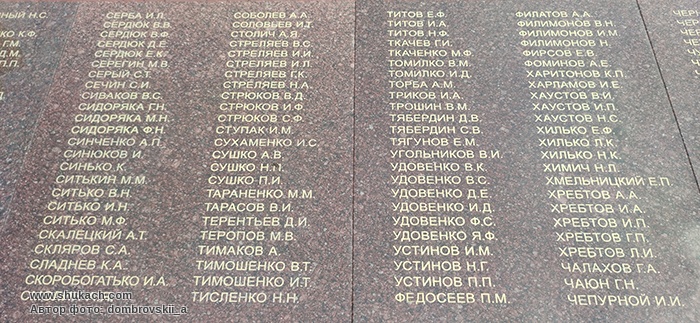 СЕРБА И.П.
СЕРДЮК В.В.
СЕРДЮК В.Ф.
СЕРДЮК Д.Е.
СЕРДЮК Е.М.
СЕРЕГИН М.В.
СЕРЫЙ С.Т.
СЕЧИН С.И.
СИВАКОВ В.С.
СИДОРЯКА Г.Н.
СИДОРЯКА М.Н.
СИДОРЯКА Ф.Н.
СИНЧЕНКО А.П.
СИНЮКОВ И.
СИНЬКО К.
СИТЬКИН М.М.
СИТЬКО В.Н.
СИТЬКО И.Н.
СИТЬКО М.Ф.
СКАЛЕЦКИЙ А.Т.
СКЛЯРОВ С.А.
СЛАДНЕВ К.А.
СКОРОБОГАТЬКО И.А.
СОБОЛЕВ А.А.
СОЛОВЬЕВ И.Т.
СТОЛИЧ А.Я.
СТРЕЛЯЕВ В.С.
СТРЕЛЯЕВ И.И.
СТРЕЛЯЕВ И.Л.
СТРЕЛЯЕВ Г.К.
СТРЕЛЯЕВ Н.А.
СТРЮКОВ В.Д.
СТРЮКОВ И.Ф.
СТРЮКОВ С.Ф.
СТУПАК И.М.
СУХАМЕНКО И.С.
СУШКО А.В.
СУШКО Н.П.
СУШКО П.И.
ТАРАНЕНКО М.М.
ТАРАСОВ В.И.
ТЕРЕНТЬЕВ Д.И.
ТЕРОПОВ М.В.
ТИМАКОВ А.
ТИМОШЕНКО В.Т.
ТИМОШЕНКО И.Т.
ТИСЛЕНКО Н.Н.
ТИТОВ Е.Ф.
ТИТОВ И.А.
ТИТОВ Н.Ф.
ТКАЧЕВ Г.И.
ТКАЧЕНКО М.Ф.
ТОМИЛКО В.М.
ТОМИЛКО И.Д.
ТОРБА А.М.
ТРИКОВ И.А.
ТРОШИН В.М.
ТЯБЕРДИН Д.В.
ТЯБЕРДИН С.В.
ТЯГУНОВ Е.М.
УГОЛЬНИКОВ В.И.
УДОВЕНКО В.К.
УДОВЕНКО В.С.
УДОВЕНКО Д.Е.
УДОВЕНКО И.Д.
УДОВЕНКО Ф.С.
УДОВЕНКО Я.Ф.
УСТИНОВ И.М.
УСТИНОВ Н.Г.
УСТИНОВ П.П.
ФЕДОСЕЕВ П.М.
ФИЛАТОВ А.А.
ФИЛИМОНОВ В.Н.
ФИЛИМОНОВ И.М.
ФИЛИМОНОВ Н.
ФИРСОВ Е.В.
ФОМИНОВ А.Е.
ХАРИТОНОВ К.П.
ХАРЛАМОВ И.Е.
ХАУСТОВ В.И.
ХАУСТОВ И.П.
ХАУСТОВ Н.С.
ХИЛЬКО Е.Ф.
ХИЛЬКО Л.К.
ХИЛЬКО Н.К.
ХИМИЧ Н.Л.
ХМЕЛЬНИЦКИЙ Е.П.
ХРЕБТОВ А.А.
ХРЕБТОВ И.А.
ХРЕБТОВ И.П.
ХРЕБТОВ Г.П.
ХРЕБТОВ Л.И.
ЧАЛАХОВ Г.А.
ЧАЮН Г.Н.
ЧЕПУРНОЙ И.И.
www.shukach.com
Автор фото: dombrovskii_a